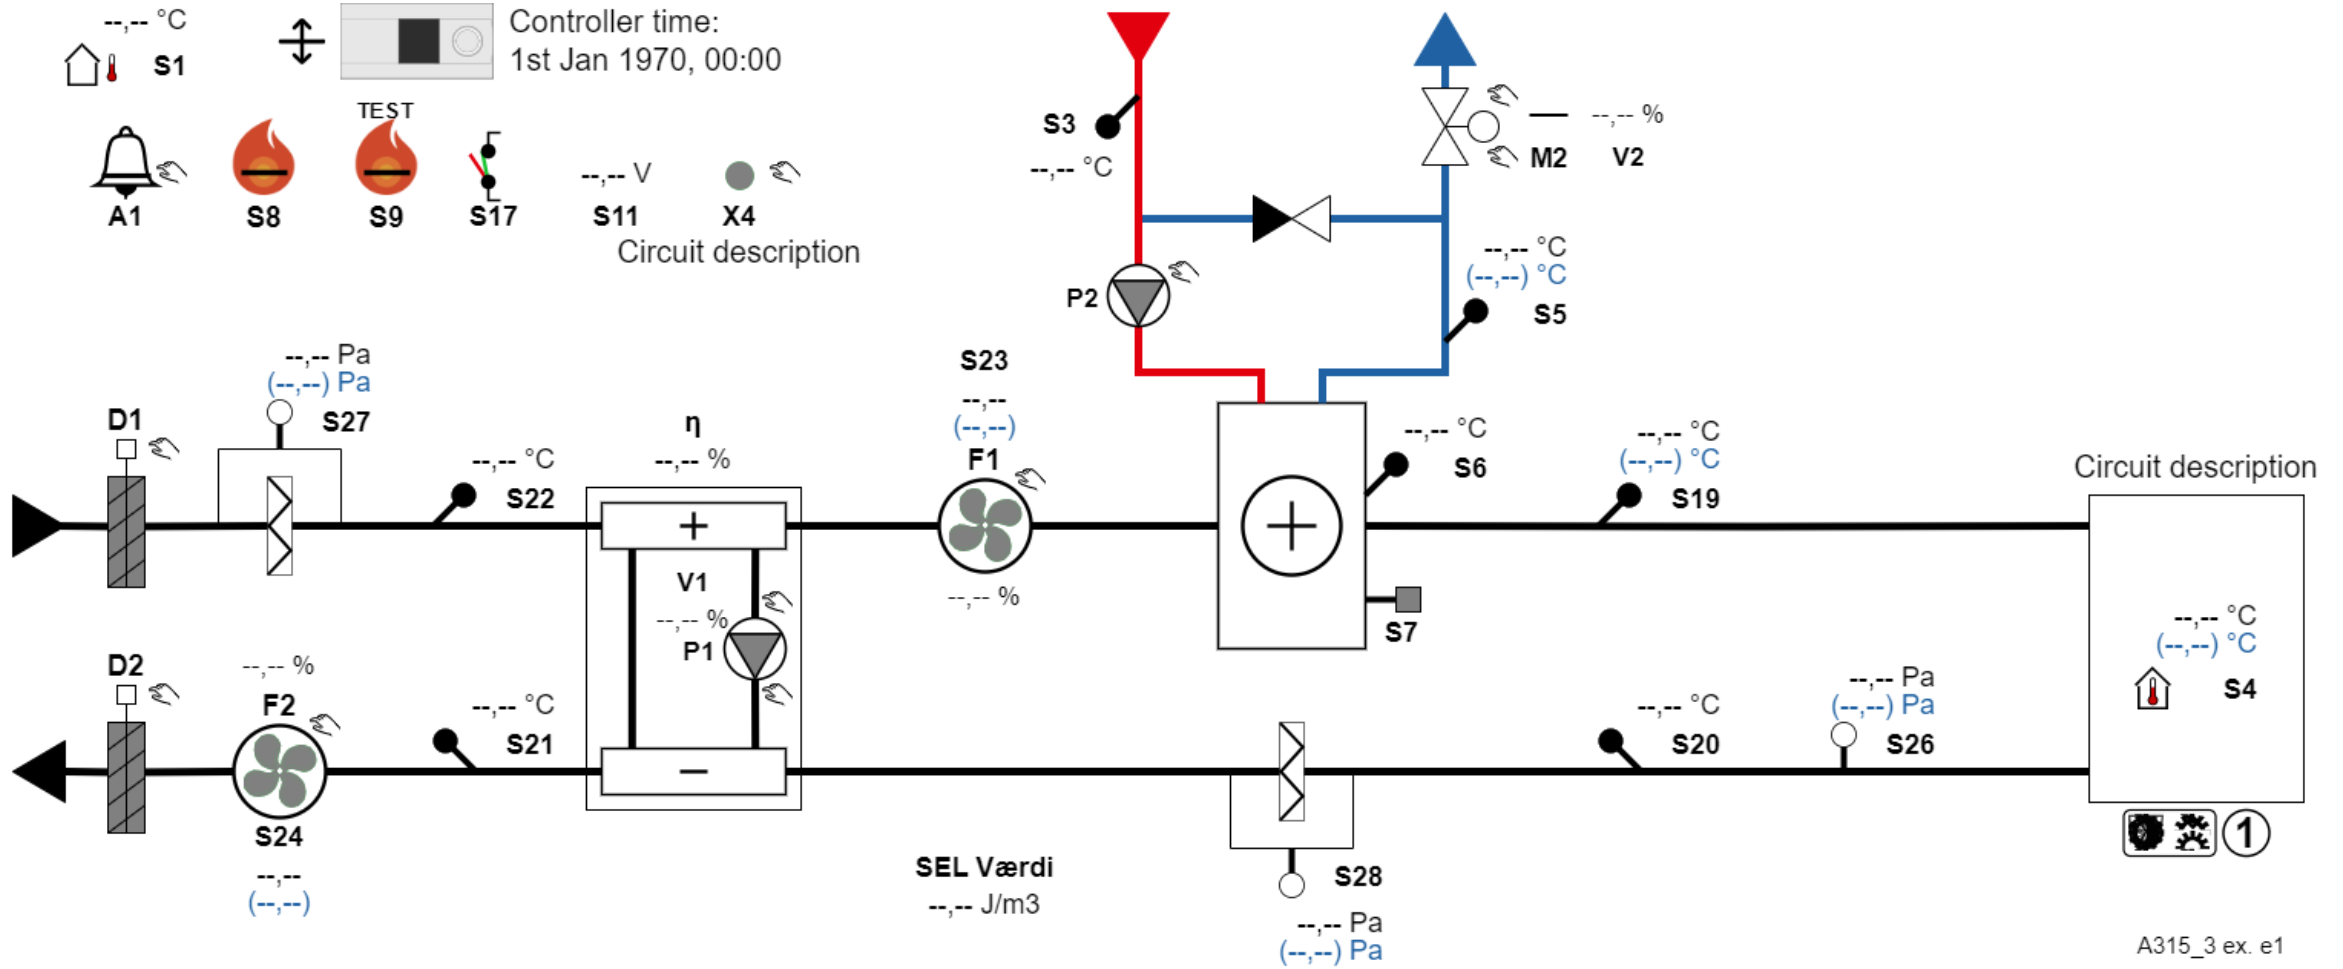 --,-- °C
S1
Controller time:
1st Jan 1970, 00:00
TEST
A1
S8
S9
S17
--,-- V
S11
X4
Circuit description
S3
--,-- °C
--,-- %
M2
V2
P2
--,-- °C
(--,--) °C
S5
--,-- Pa
(--,--) Pa
S27
D1
--,-- °C
S22
η
--,-- %
S23
--,--
(--,--)
F1
--,-- %
--,-- °C
S6
--,-- °C
(--,--) °C
S19
Circuit description
V1
--,-- %
P1
S7
--,-- °C
(--,--) °C
S4
D2
--,-- %
F2
S24
--,--
(--,--)
--,-- °C
S21
--,-- °C
S20
--,-- Pa
(--,--) Pa
S26
1
SEL Værdi
--,-- J/m3
S28
--,-- Pa
(--,--) Pa
A315_3 ex. e1